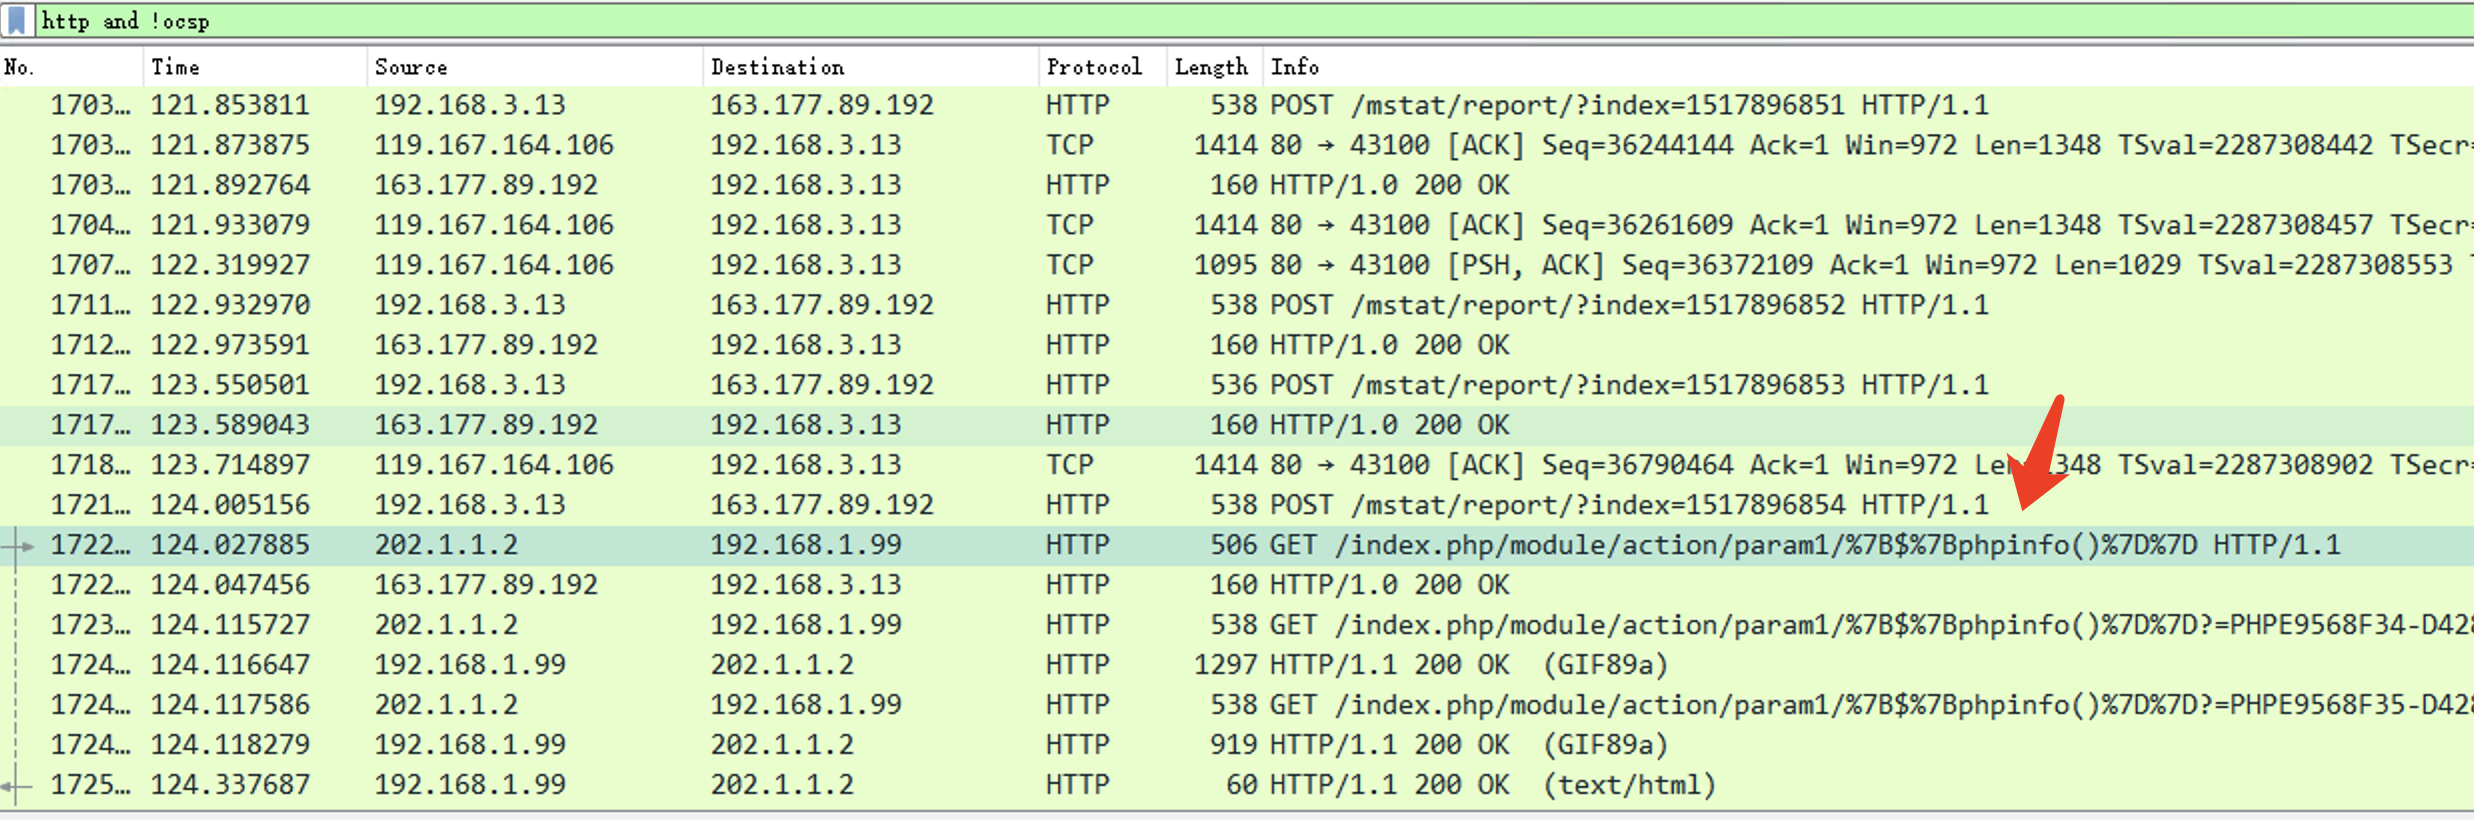 http and !ocsp
No. Time Source Destination Protocol Length Info
1703… 121.853811 192.168.3.13 163.177.89.192 HTTP 538 POST /mstat/report/?index=1517896851 HTTP/1.1
1703… 121.873875 119.167.164.106 192.168.3.13 TCP 1414 80 → 43100 [ACK] Seq=36244144 Ack=1 Win=972 Len=1348 TSval=2287308442 TSecr=
1703… 121.892764 163.177.89.192 192.168.3.13 HTTP 160 HTTP/1.0 200 OK
1704… 121.933079 119.167.164.106 192.168.3.13 TCP 1414 80 → 43100 [ACK] Seq=36261609 Ack=1 Win=972 Len=1348 TSval=2287308457 TSecr=
1707… 122.319927 119.167.164.106 192.168.3.13 TCP 1095 80 → 43100 [PSH, ACK] Seq=36372109 Ack=1 Win=972 Len=1029 TSval=2287308553
1711… 122.932970 192.168.3.13 163.177.89.192 HTTP 538 POST /mstat/report/?index=1517896852 HTTP/1.1
1712… 122.973591 163.177.89.192 192.168.3.13 HTTP 160 HTTP/1.0 200 OK
1717… 123.550501 192.168.3.13 163.177.89.192 HTTP 536 POST /mstat/report/?index=1517896853 HTTP/1.1
1717… 123.589043 163.177.89.192 192.168.3.13 HTTP 160 HTTP/1.0 200 OK
1718… 123.714897 119.167.164.106 192.168.3.13 TCP 1414 80 → 43100 [ACK] Seq=36790464 Ack=1 Win=972 Len=1348 TSval=2287308902 TSecr=
1721… 124.005156 192.168.3.13 163.177.89.192 HTTP 538 POST /mstat/report/?index=1517896854 HTTP/1.1
1722… 124.027885 202.1.1.2 192.168.1.99 HTTP 506 GET /index.php/module/action/param1/%7B$%7Bphpinfo()%7D%7D HTTP/1.1
1722… 124.047456 163.177.89.192 192.168.3.13 HTTP 160 HTTP/1.0 200 OK
1723… 124.115727 202.1.1.2 192.168.1.99 HTTP 538 GET /index.php/module/action/param1/%7B$%7Bphpinfo()%7D%7D?=PHPE9568F34-D428
1724… 124.116647 192.168.1.99 202.1.1.2 HTTP 1297 HTTP/1.1 200 OK (GIF89a)
1724… 124.117586 202.1.1.2 192.168.1.99 HTTP 538 GET /index.php/module/action/param1/%7B$%7Bphpinfo()%7D%7D?=PHPE9568F35-D428
1724… 124.118279 192.168.1.99 202.1.1.2 HTTP 919 HTTP/1.1 200 OK (GIF89a)
1725… 124.337687 192.168.1.99 202.1.1.2 HTTP 60 HTTP/1.1 200 OK (text/html)